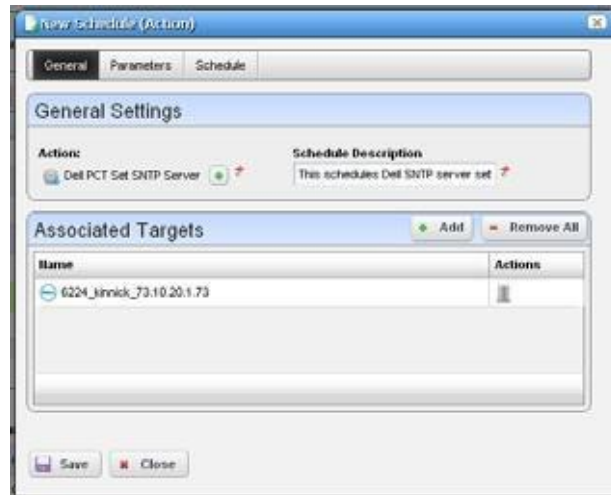 New Schedule (Action)
General Parameters Schedule
General Settings
Action: Schedule Description
Dell PCT Set SNTP Server * This schedules Dell SNTP server set *
Associated Targets Add Remove All
Name Actions
6224_kinnick_73.10.20.1.73
Save Close